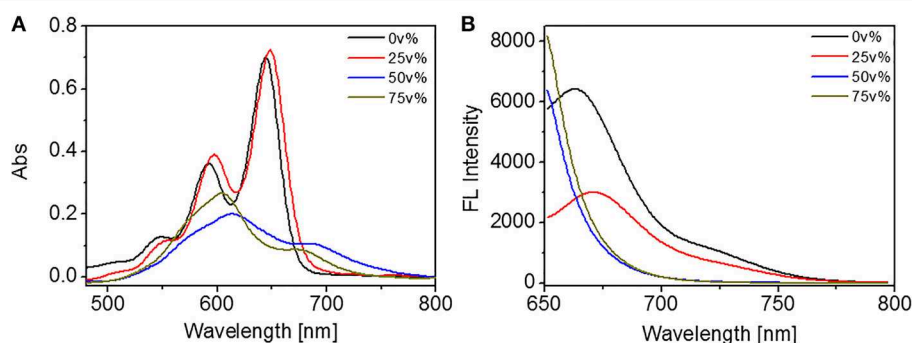 A
0.8
0.6
0.4
0.2
0.0
Abs
0v%
25v%
50v%
75v%
500
600
700
800
Wavelength [nm]
B
8000
6000
4000
2000
0
FL Intensity
0v%
25v%
50v%
75v%
650
700
750
800
Wavelength [nm]